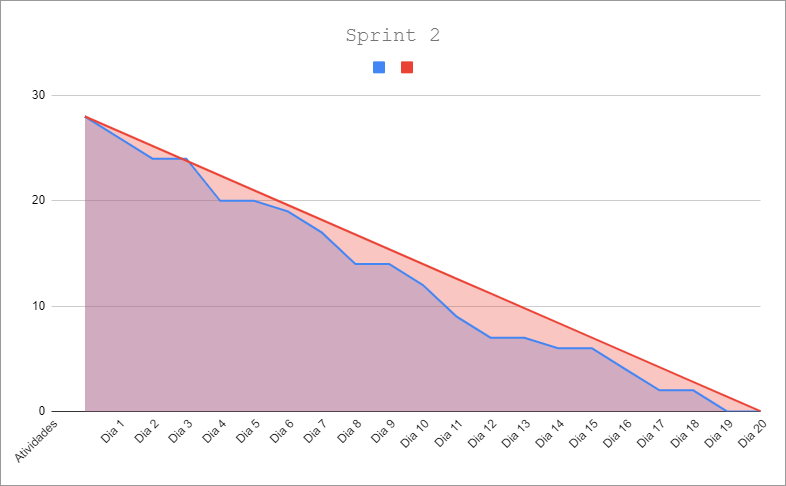 Sprint 2
30
20
10
0
Atividades
Dia 1
Dia 2
Dia 3
Dia 4
Dia 5
Dia 6
Dia 7
Dia 8
Dia 9
Dia 10
Dia 11
Dia 12
Dia 13
Dia 14
Dia 15
Dia 16
Dia 17
Dia 18
Dia 19
Dia 20